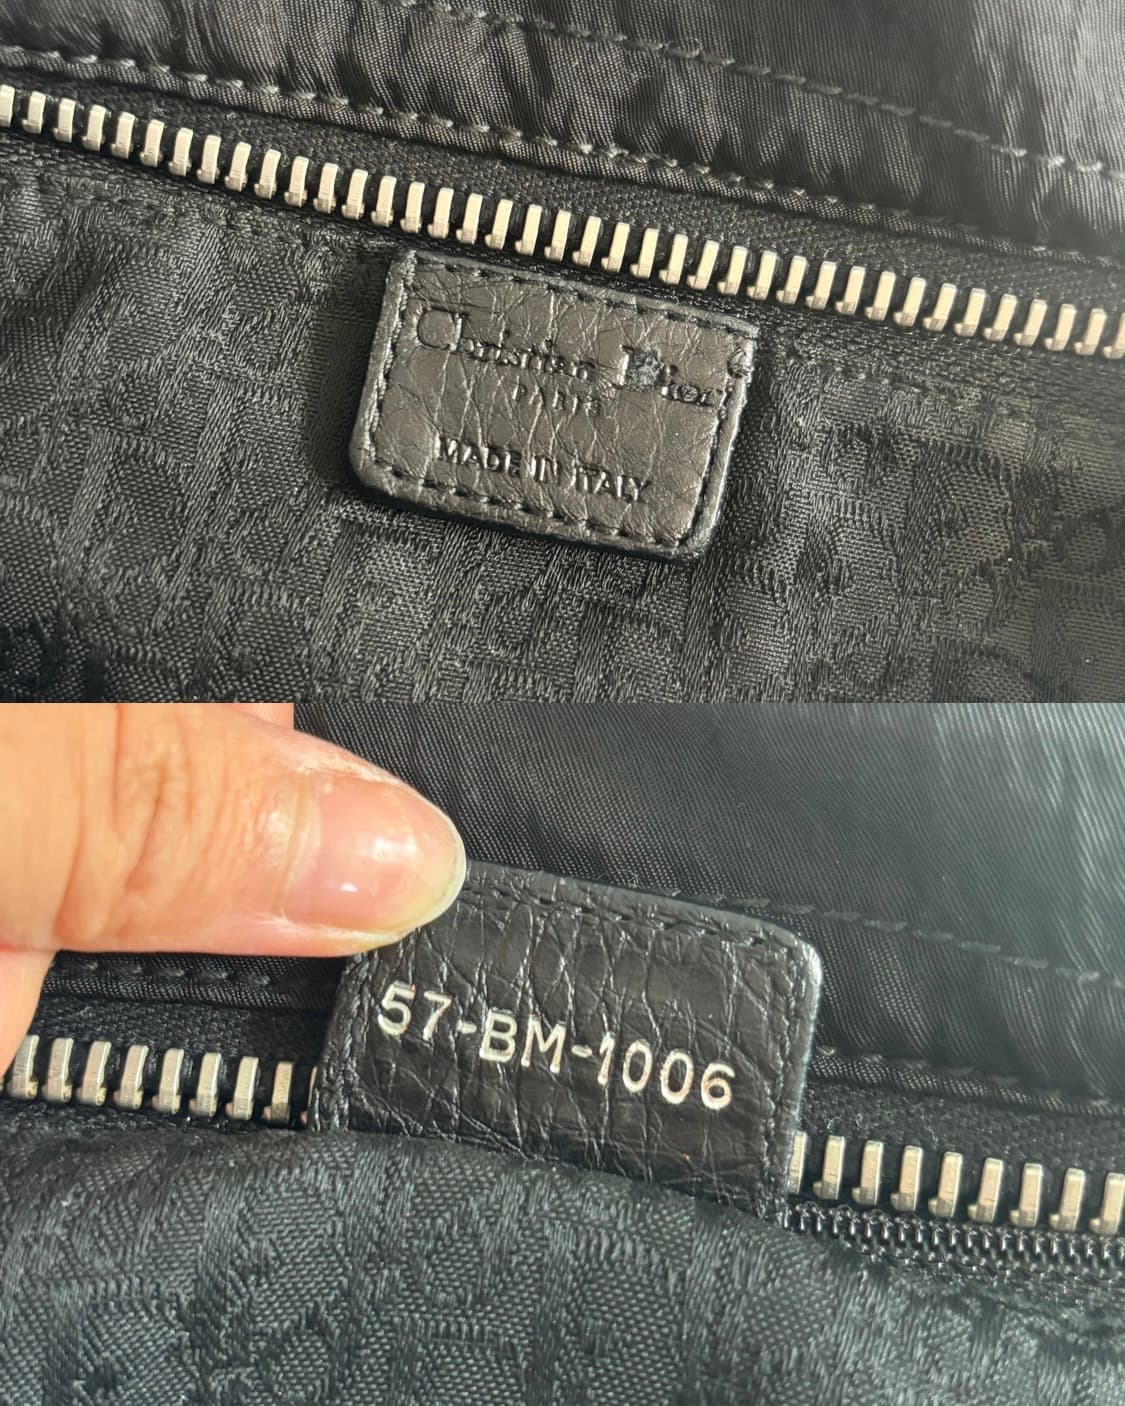 Christian Dior
PARIS
MADE IN ITALY
57-BM-1006